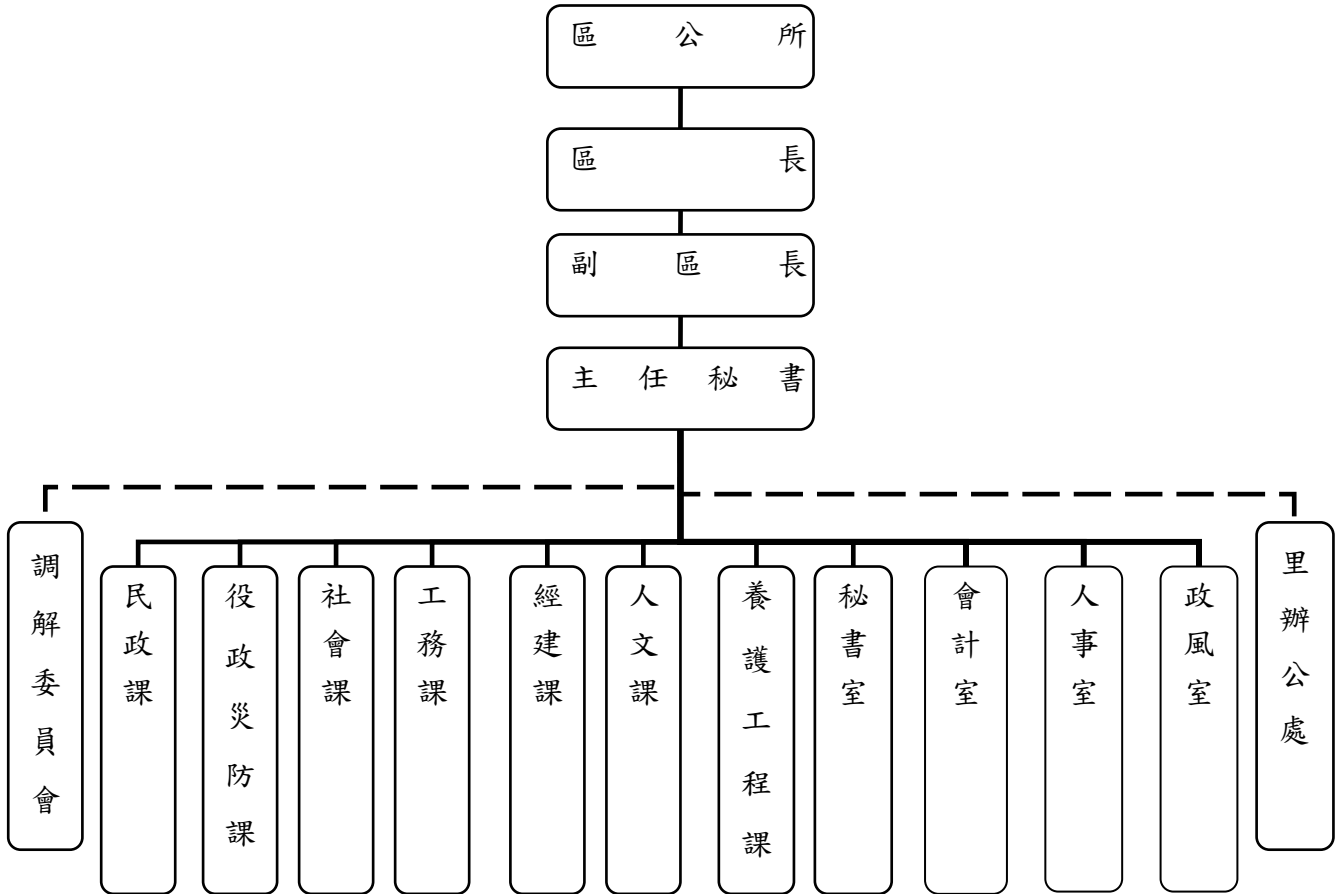 區公所
區長
副區長
主任秘書
調解委員會
民政課
役政災防課
社會課
工務課
經建課
人文課
養護工程課
秘書室
會計室
人事室
政風室
里辦公處